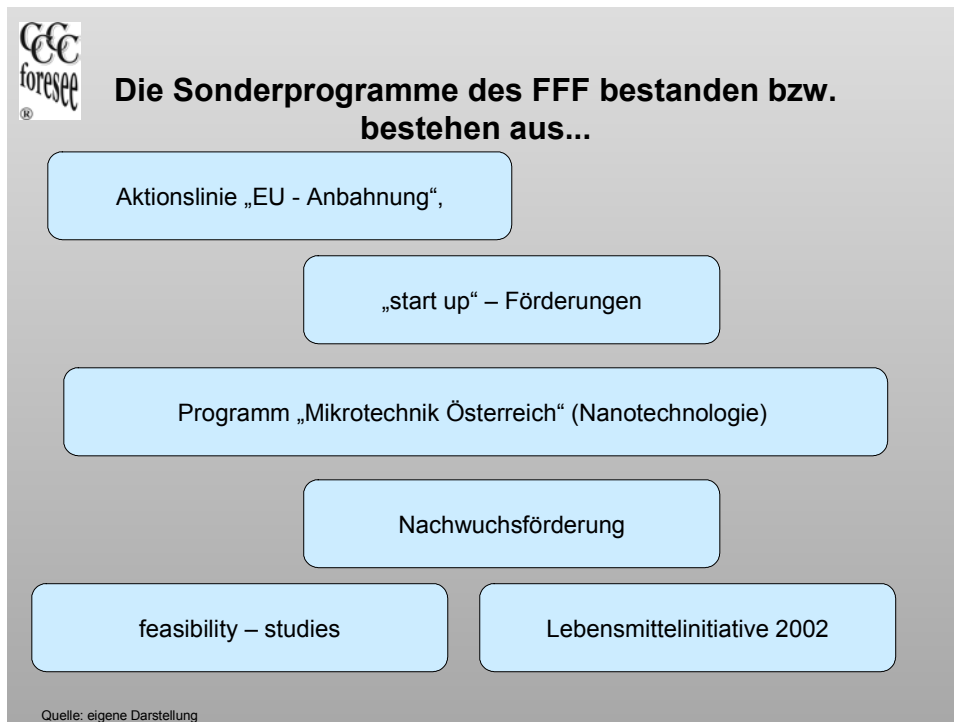 CCCC
foresee
®
Die Sonderprogramme des FFF bestanden bzw.
bestehen aus...
Aktionslinie „EU - Anbahnung“,
„start up“ – Förderungen
Programm „Mikrotechnik Österreich“ (Nanotechnologie)
Nachwuchsförderung
feasibility – studies
Lebensmittelinitiative 2002
Quelle: eigene Darstellung